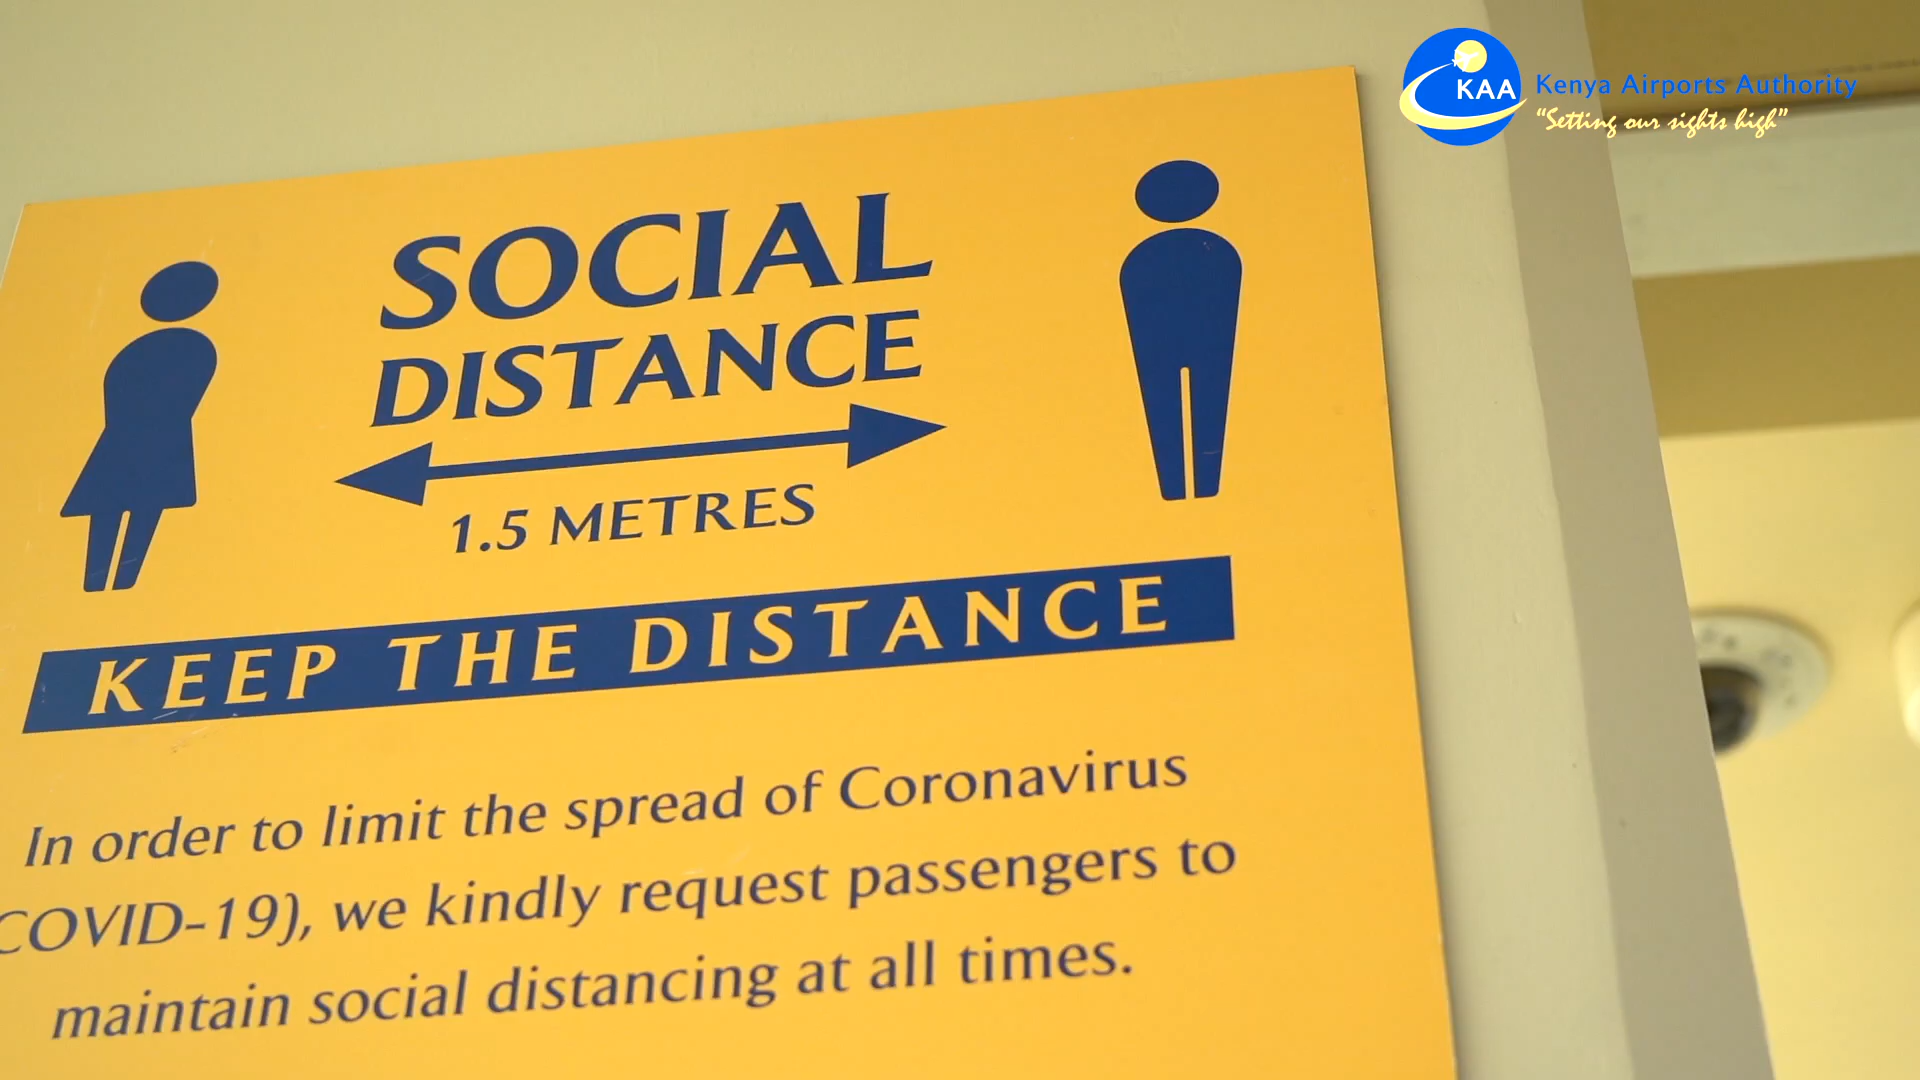 KAA
Kenya Airports Authority
"Setting our sights high"
SOCIAL
DISTANCE
1.5 METRES
KEEP THE DISTANCE
In order to limit the spread of Coronavirus
COVID-19), we kindly request passengers to
maintain social distancing at all times.